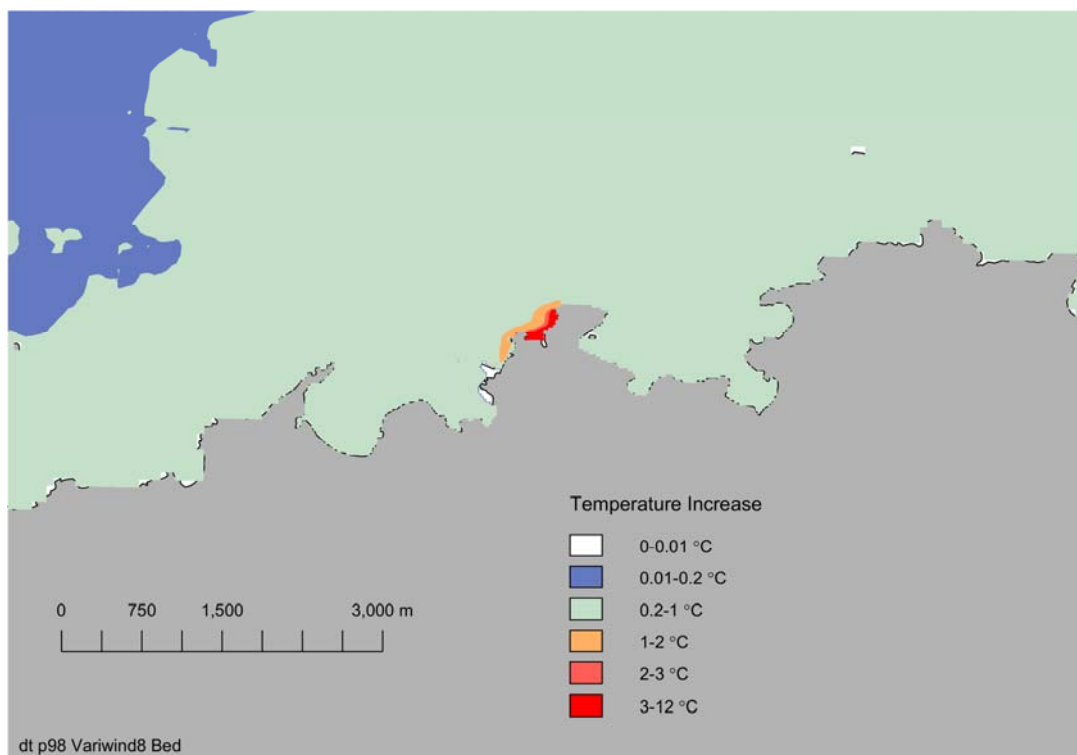 Temperature Increase
0-0.01 °C
0.01-0.2 °C
0.2-1 °C
1-2 °C
2-3 °C
3-12 °C
0 750 1,500 3,000 m
dt p98 Variwind8 Bed